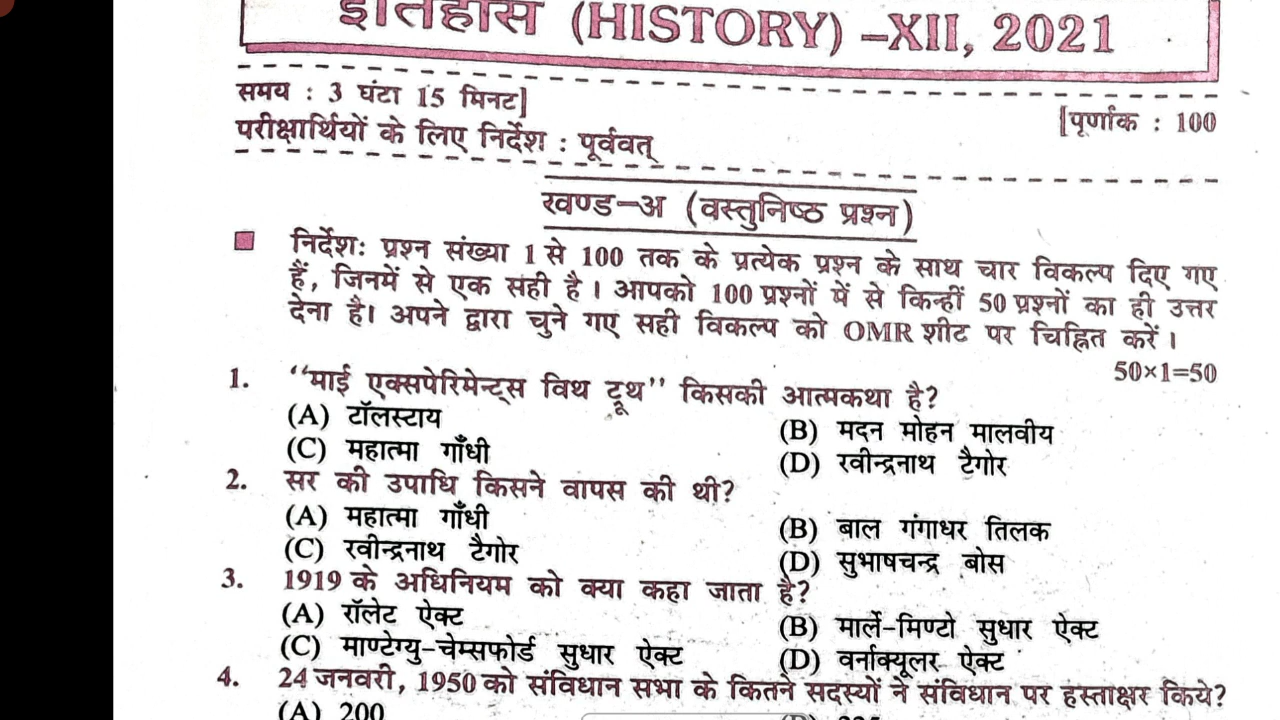 इतिहास (HISTORY) –XII, 2021
समय : 3 घंटा 15 मिनट]
[पूर्णांक : 100
परीक्षार्थियों के लिए निर्देश : पूर्ववत्
खण्ड-अ (वस्तुनिष्ठ प्रश्न)
निर्देशः प्रश्न संख्या 1 से 100 तक के प्रत्येक प्रश्न के साथ चार विकल्प दिए गए
हैं, जिनमें से एक सही है। आपको 100 प्रश्नों में से किन्हीं 50 प्रश्नों का ही उत्तर
देना है। अपने द्वारा चुने गए सही विकल्प को OMR शीट पर चिह्नित करें।
50×1=50
1. “माई एक्सपेरिमेन्ट्स विथ ट्रूथ” किसकी आत्मकथा है?
(A) टॉलस्टाय (B) मदन मोहन मालवीय
(C) महात्मा गाँधी (D) रवीन्द्रनाथ टैगोर
2. सर की उपाधि किसने वापस की थी?
(A) महात्मा गाँधी (B) बाल गंगाधर तिलक
(C) रवीन्द्रनाथ टैगोर (D) सुभाषचन्द्र बोस
3. 1919 के अधिनियम को क्या कहा जाता है?
(A) रॉलेट ऐक्ट (B) मार्ले-मिण्टो सुधार ऐक्ट
(C) माण्टेग्यु-चेम्सफोर्ड सुधार ऐक्ट (D) वर्नाक्यूलर ऐक्ट
4. 24 जनवरी, 1950 को संविधान सभा के कितने सदस्यों ने संविधान पर हस्ताक्षर किये?
(A) 200